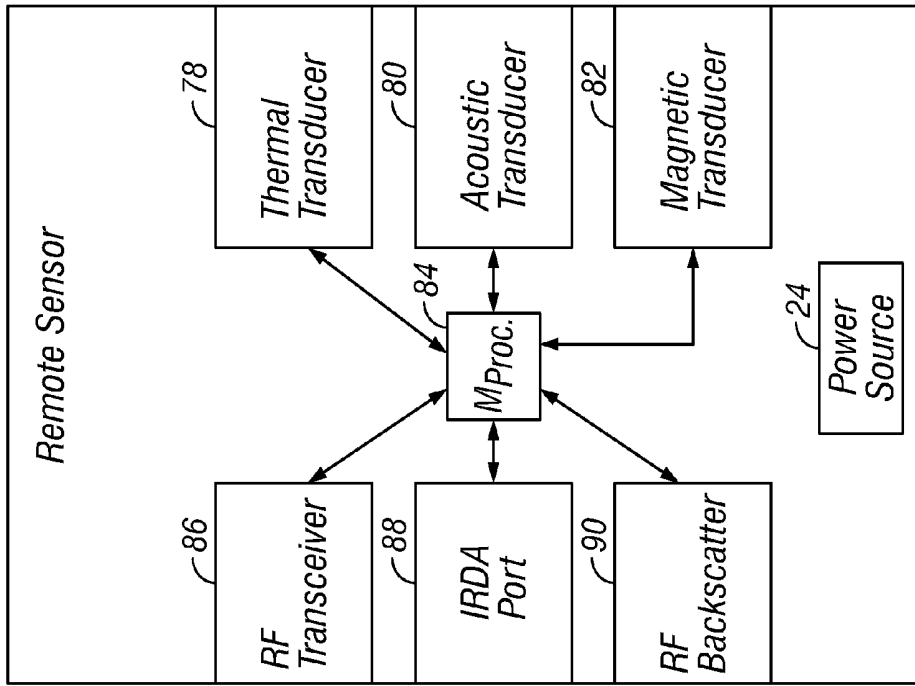 Remote Sensor
86
RF
Transceiver
88
IRDA
Port
90
RF
Backscatter
84
MProc.
78
Thermal
Transducer
80
Acoustic
Transducer
82
Magnetic
Transducer
24
Power
Source